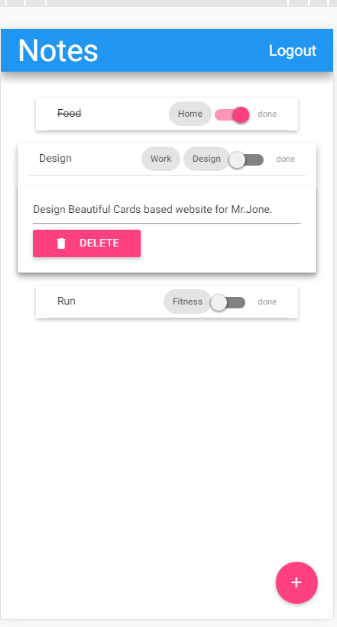 Notes Logout
Food Home done
Design Work Design done
Design Beautiful Cards based website for Mr.Jone.
DELETE
Run Fitness done
+